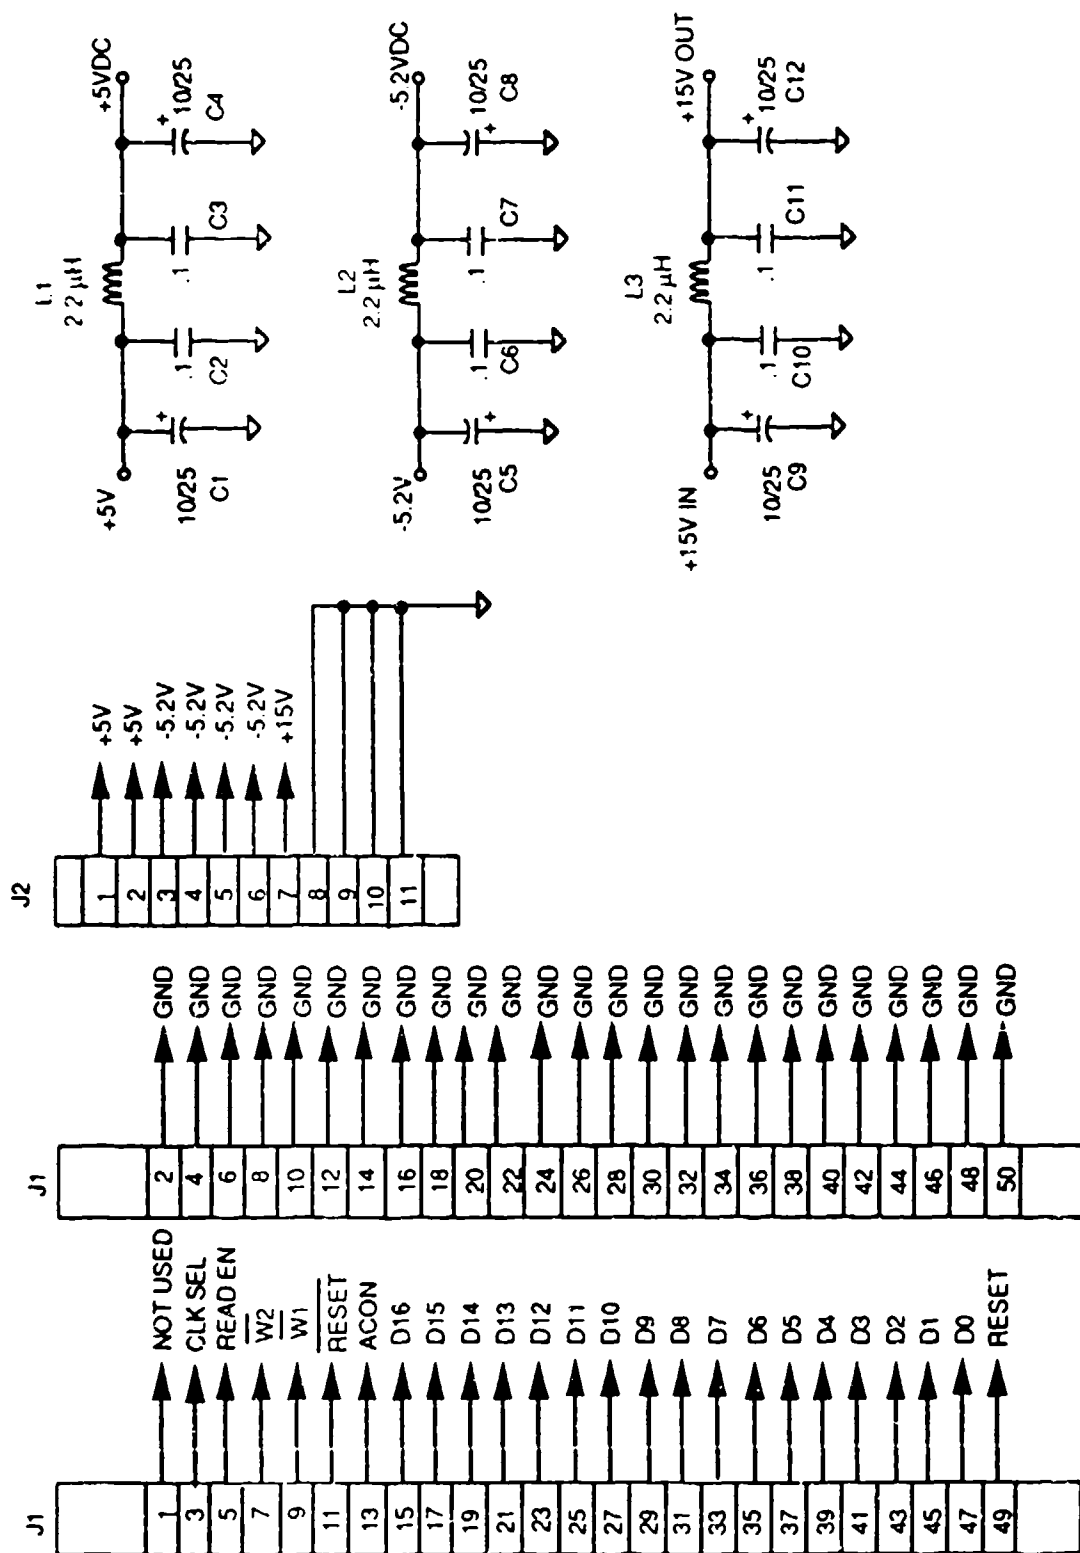 J1
1 NOT USED
3 CLK SEL
5 READ EN
7 W2
9 W1
11 RESET
13 ACON
15 D16
17 D15
19 D14
21 D13
23 D12
25 D11
27 D10
29 D9
31 D8
33 D7
35 D6
37 D5
39 D4
41 D3
43 D2
45 D1
47 D0
49 RESET
J1
2 GND
4 GND
6 GND
8 GND
10 GND
12 GND
14 GND
16 GND
18 GND
20 GND
22 GND
24 GND
26 GND
28 GND
30 GND
32 GND
34 GND
36 GND
38 GND
40 GND
42 GND
44 GND
46 GND
48 GND
50 GND
J2
1 +5V
2 +5V
3 -5.2V
4 -5.2V
5 -5.2V
6 -5.2V
7 +15V
8
9
10
11
+5V
L1
2.2 µH
+5VDC
+
10/25
C1
.1
C2
.1
C3
+
10/25
C4
-5.2V
L2
2.2 µH
-5.2VDC
+
10/25
C5
.1
C6
.1
C7
+
10/25
C8
+15V IN
L3
2.2 µH
+15V OUT
+
10/25
C9
.1
C10
.1
C11
+
10/25
C12